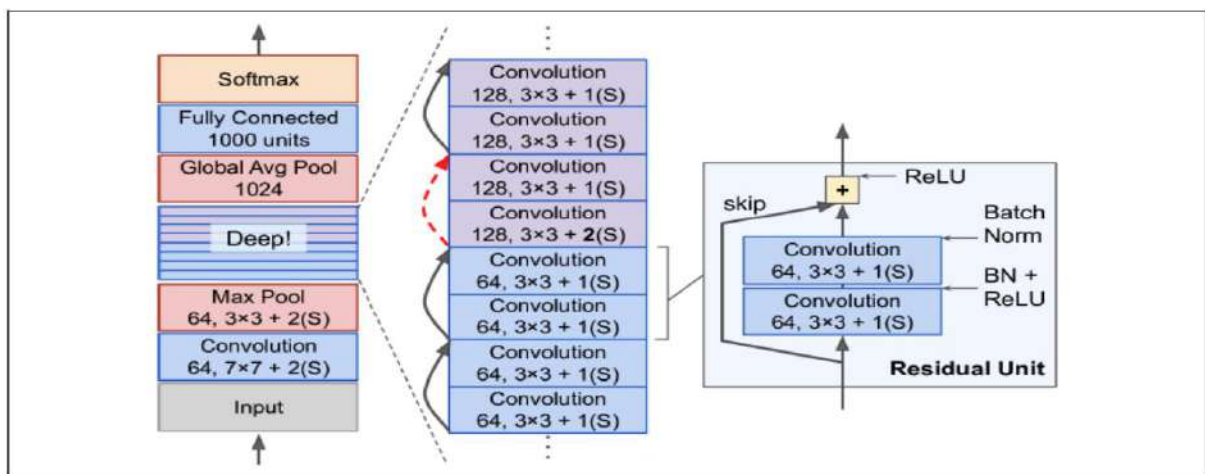 Softmax
Fully Connected
1000 units
Global Avg Pool
1024
Deep!
Max Pool
64, 3×3 + 2(S)
Convolution
64, 7×7 + 2(S)
Input
Convolution
128, 3×3 + 1(S)
Convolution
128, 3×3 + 1(S)
Convolution
128, 3×3 + 1(S)
Convolution
128, 3×3 + 2(S)
Convolution
64, 3×3 + 1(S)
Convolution
64, 3×3 + 1(S)
Convolution
64, 3×3 + 1(S)
Convolution
64, 3×3 + 1(S)
+
ReLU
skip
Batch
Norm
Convolution
64, 3×3 + 1(S)
BN +
ReLU
Convolution
64, 3×3 + 1(S)
Residual Unit